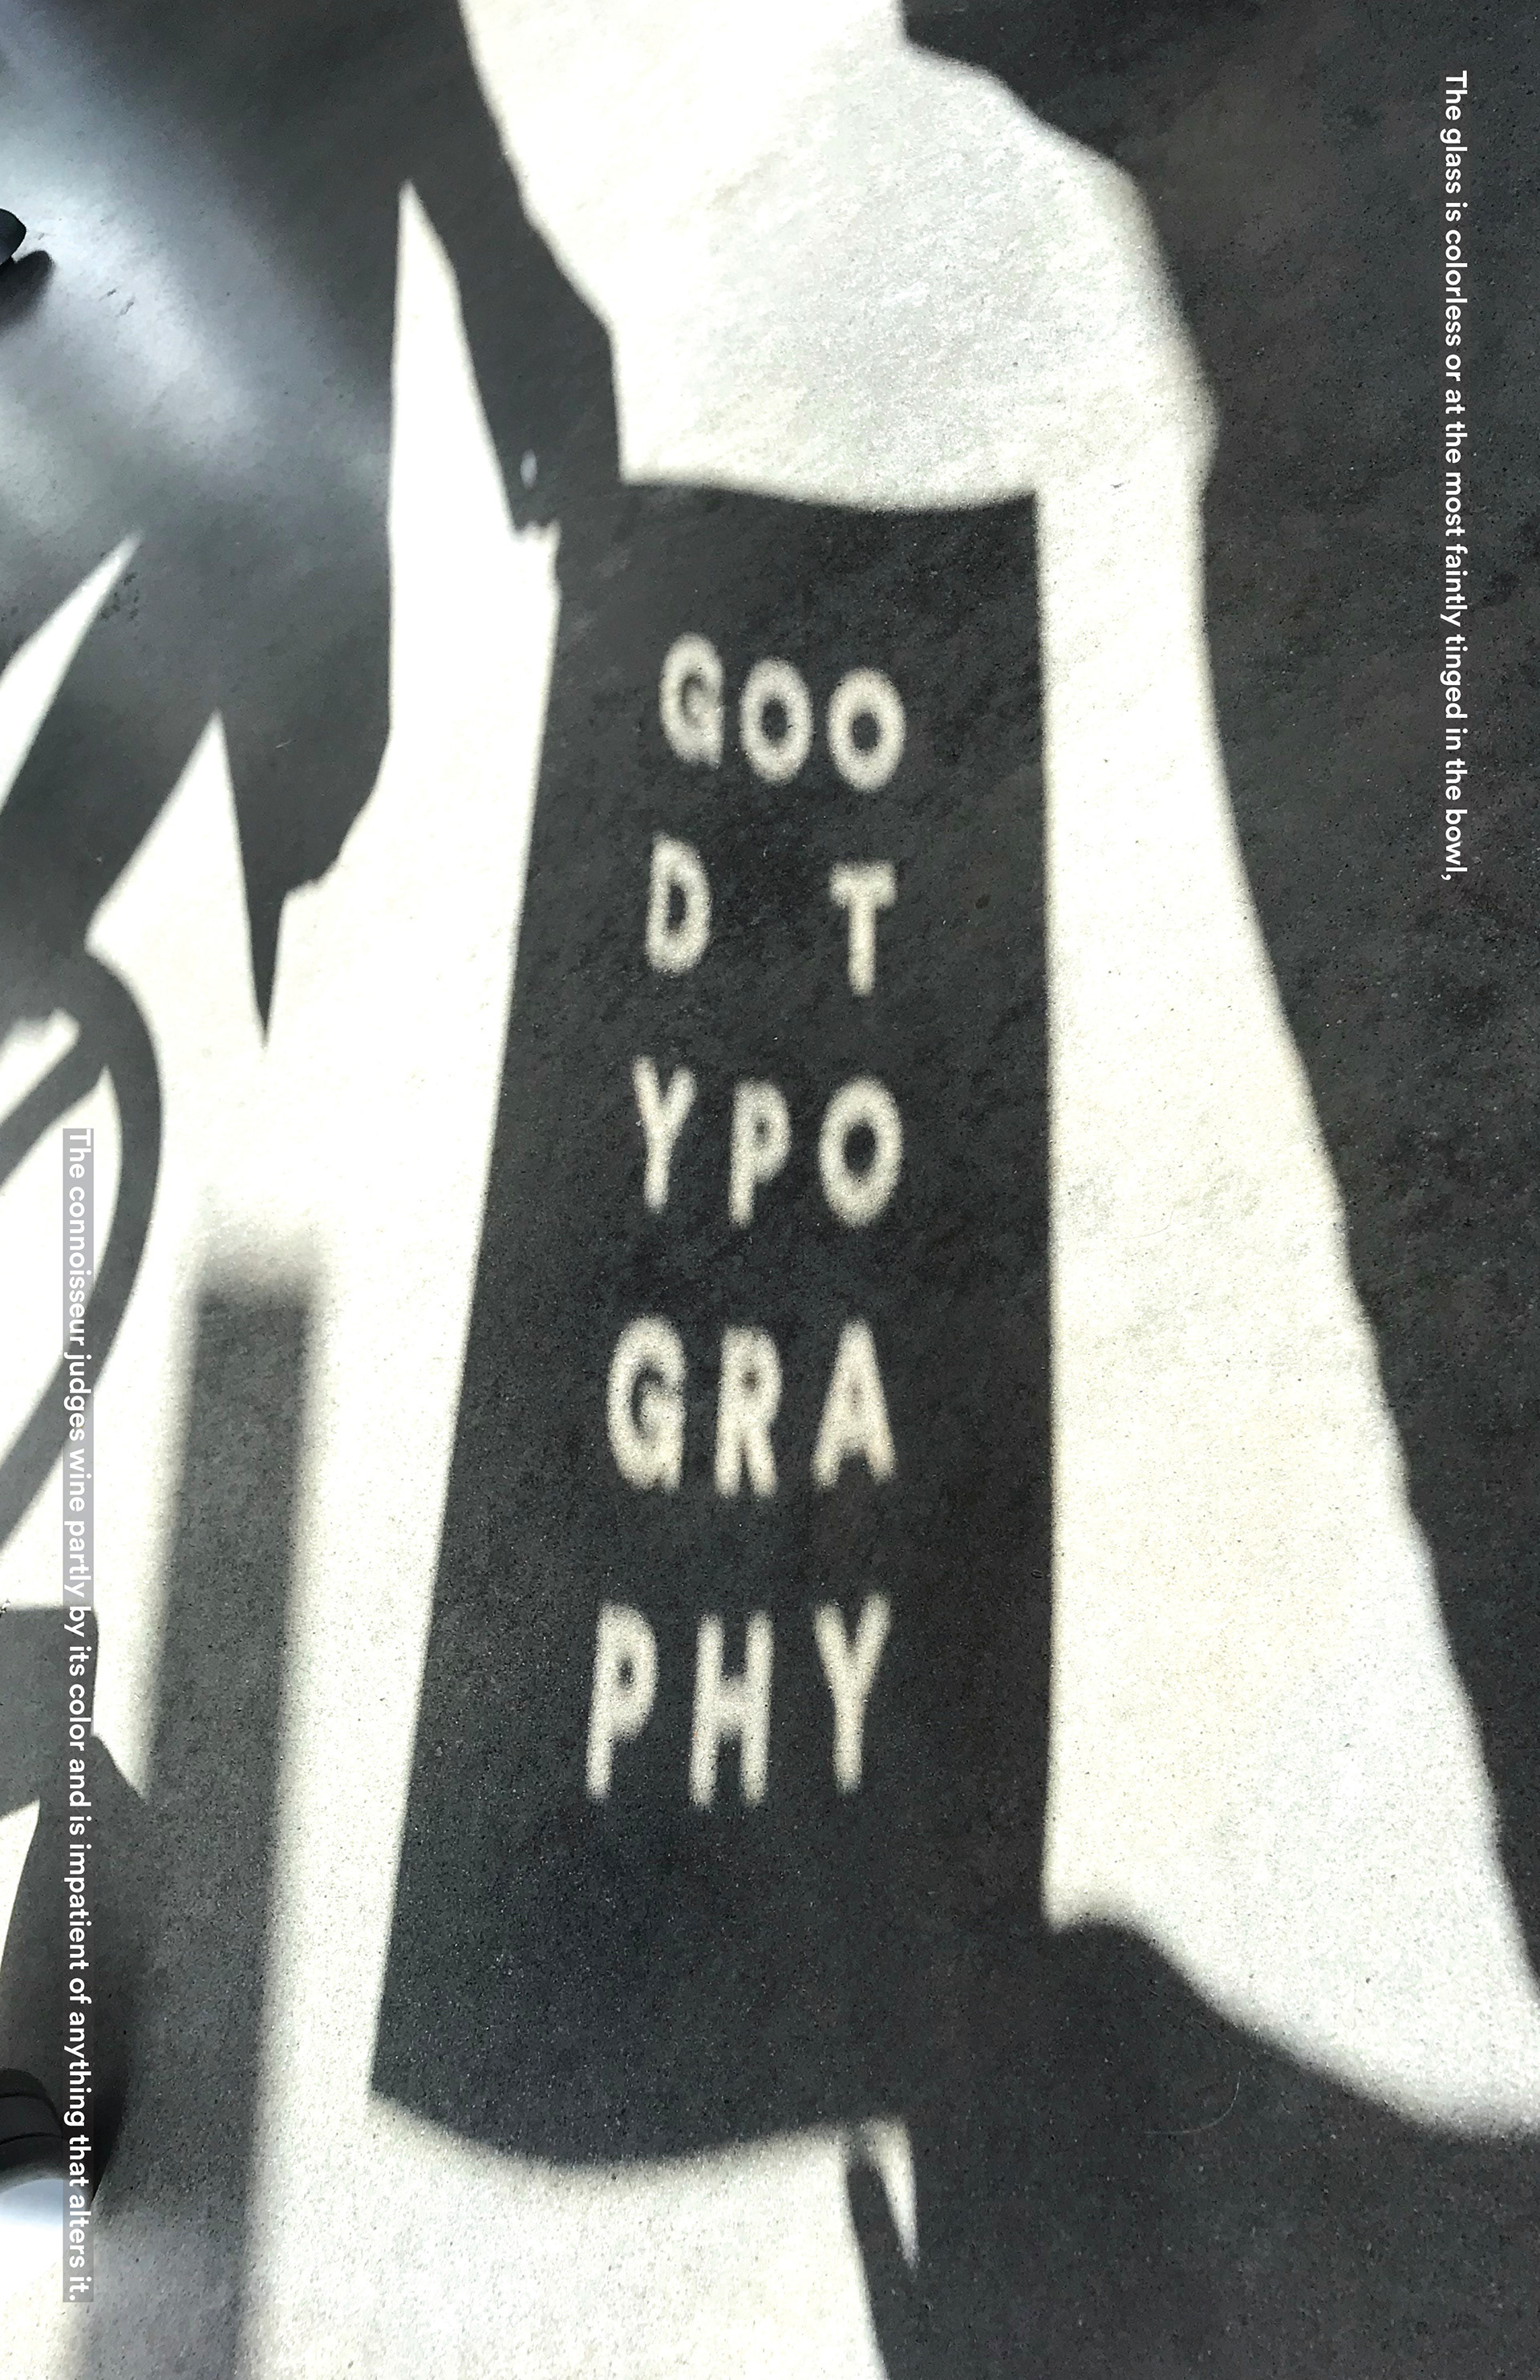 The glass is colorless or at the most faintly tinged in the bowl,
GOO
D T
YPO
GRA
PHY
The connoisseur judges wine partly by its color and is impatient of anything that alters it.